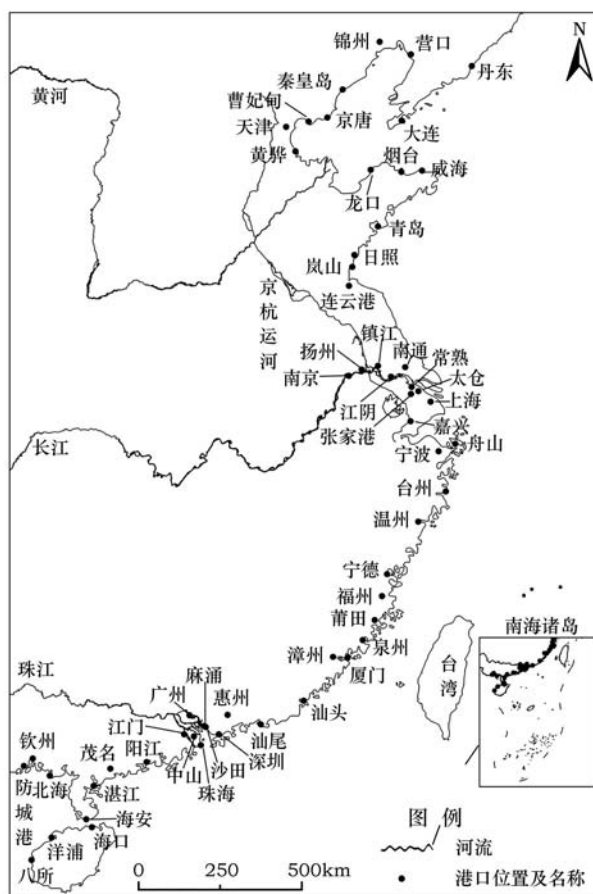 N
锦州
营口
丹东
秦皇岛
黄河
曹妃甸
京唐
天津
大连
黄骅
烟台
威海
龙口
青岛
日照
岚山
连云港
京杭运河
镇江
扬州
南通
常熟
南京
太仓
江阴
上海
张家港
嘉兴
长江
舟山
宁波
台州
温州
宁德
福州
莆田
南海诸岛
泉州
漳州
厦门
台湾
珠江
麻涌
广州
惠州
汕头
江门
汕尾
钦州
茂名
阳江
深圳
中山
沙田
珠海
防城港
北海
湛江
海安
海口
洋浦
八所
图 例
河流
港口位置及名称
0 250 500km